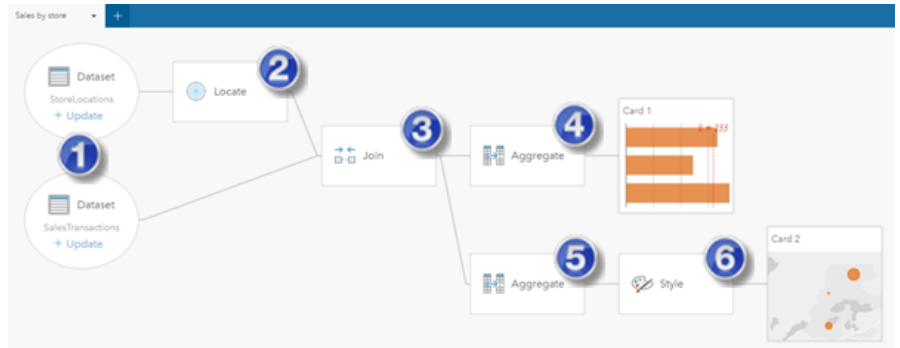 Sales by store
+
Dataset
StoreLocations
+ Update
1
Dataset
SalesTransactions
+ Update
Locate
2
Join
3
Aggregate
4
Card 1
Aggregate
5
Style
6
Card 2